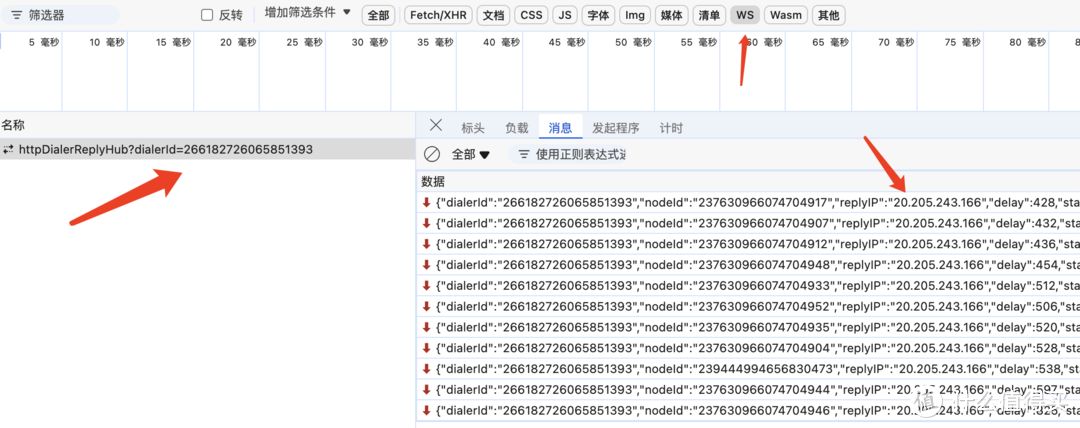 筛选器 反转 增加筛选条件 全部 Fetch/XHR 文档 CSS JS 字体 Img 媒体 清单 WS Wasm 其他
5 毫秒 10 毫秒 15 毫秒 20 毫秒 25 毫秒 30 毫秒 35 毫秒 40 毫秒 45 毫秒 50 毫秒 55 毫秒 60 毫秒 65 毫秒 70 毫秒 75 毫秒 80 毫秒
名称 标头 负载 消息 发起程序 计时
httpDialerReplyHub?dialerId=266182726065851393
全部 使用正则表达式
数据
{"dialerId":"266182726065851393","nodeId":"237630966074704917","replyIP":"20.205.243.166","delay":428,"sta
{"dialerId":"266182726065851393","nodeId":"237630966074704907","replyIP":"20.205.243.166","delay":432,"sta
{"dialerId":"266182726065851393","nodeId":"237630966074704912","replyIP":"20.205.243.166","delay":436,"sta
{"dialerId":"266182726065851393","nodeId":"237630966074704948","replyIP":"20.205.243.166","delay":454,"sta
{"dialerId":"266182726065851393","nodeId":"237630966074704933","replyIP":"20.205.243.166","delay":512,"sta
{"dialerId":"266182726065851393","nodeId":"237630966074704952","replyIP":"20.205.243.166","delay":506,"sta
{"dialerId":"266182726065851393","nodeId":"237630966074704935","replyIP":"20.205.243.166","delay":520,"sta
{"dialerId":"266182726065851393","nodeId":"237630966074704904","replyIP":"20.205.243.166","delay":528,"sta
{"dialerId":"266182726065851393","nodeId":"239444994656830473","replyIP":"20.205.243.166","delay":538,"sta
{"dialerId":"266182726065851393","nodeId":"237630966074704944","replyIP":"20.205.243.166","delay":597,"sta
{"dialerId":"266182726065851393","nodeId":"237630966074704946","replyIP":"20.205.243.166","delay":826,"sta
值 什么值得买